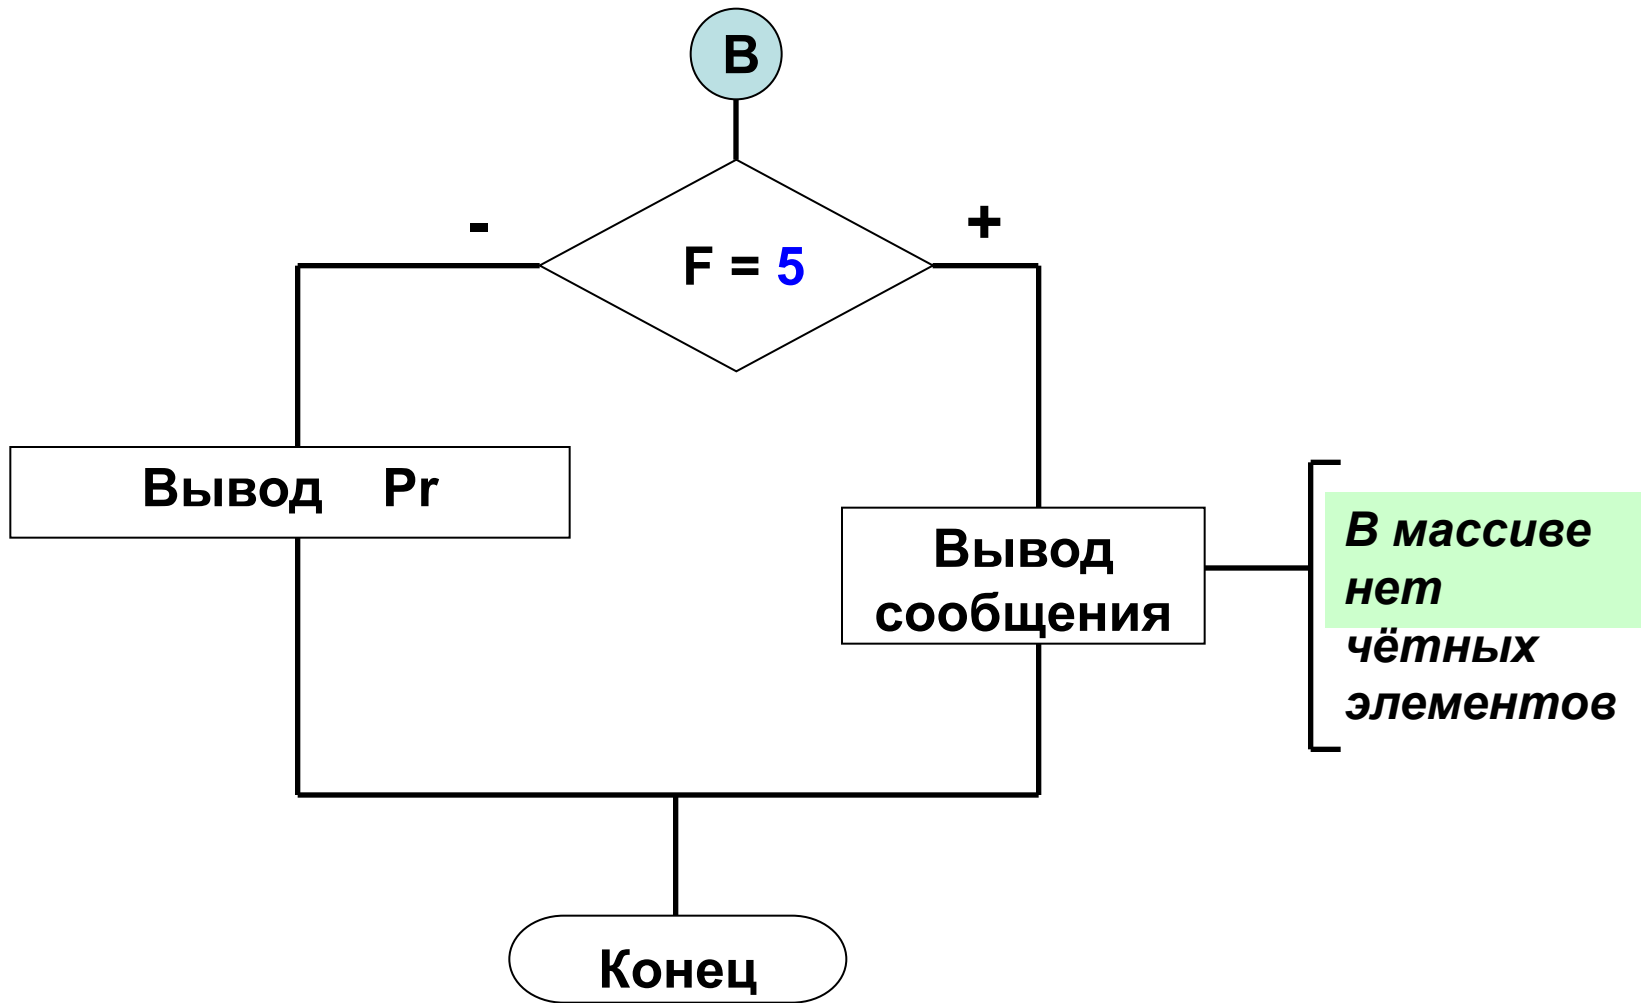 В
- +
F = 5
Вывод Pr
Вывод
сообщения
В массиве
нет
чётных
элементов
Конец